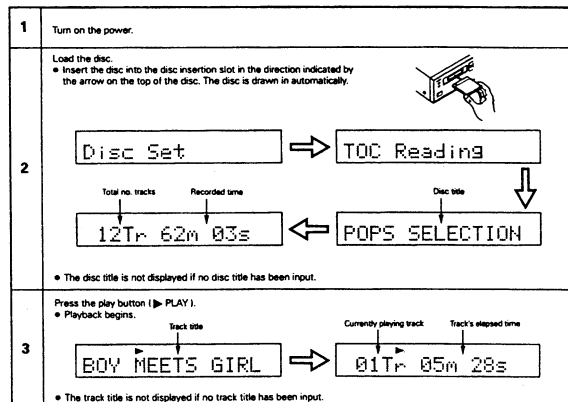 1
Turn on the power.
2
Load the disc.
● Insert the disc into the disc insertion slot in the direction indicated by
the arrow on the top of the disc. The disc is drawn in automatically.
Disc Set
TOC Reading
Total no. tracks
Recorded time
Disc title
12Tr 62m 03s
POPS SELECTION
● The disc title is not displayed if no disc title has been input.
3
Press the play button ( ▶ PLAY ).
● Playback begins.
Track title
Currently playing track
Track's elapsed time
BOY MEETS GIRL
01Tr 05m 28s
● The track title is not displayed if no track title has been input.